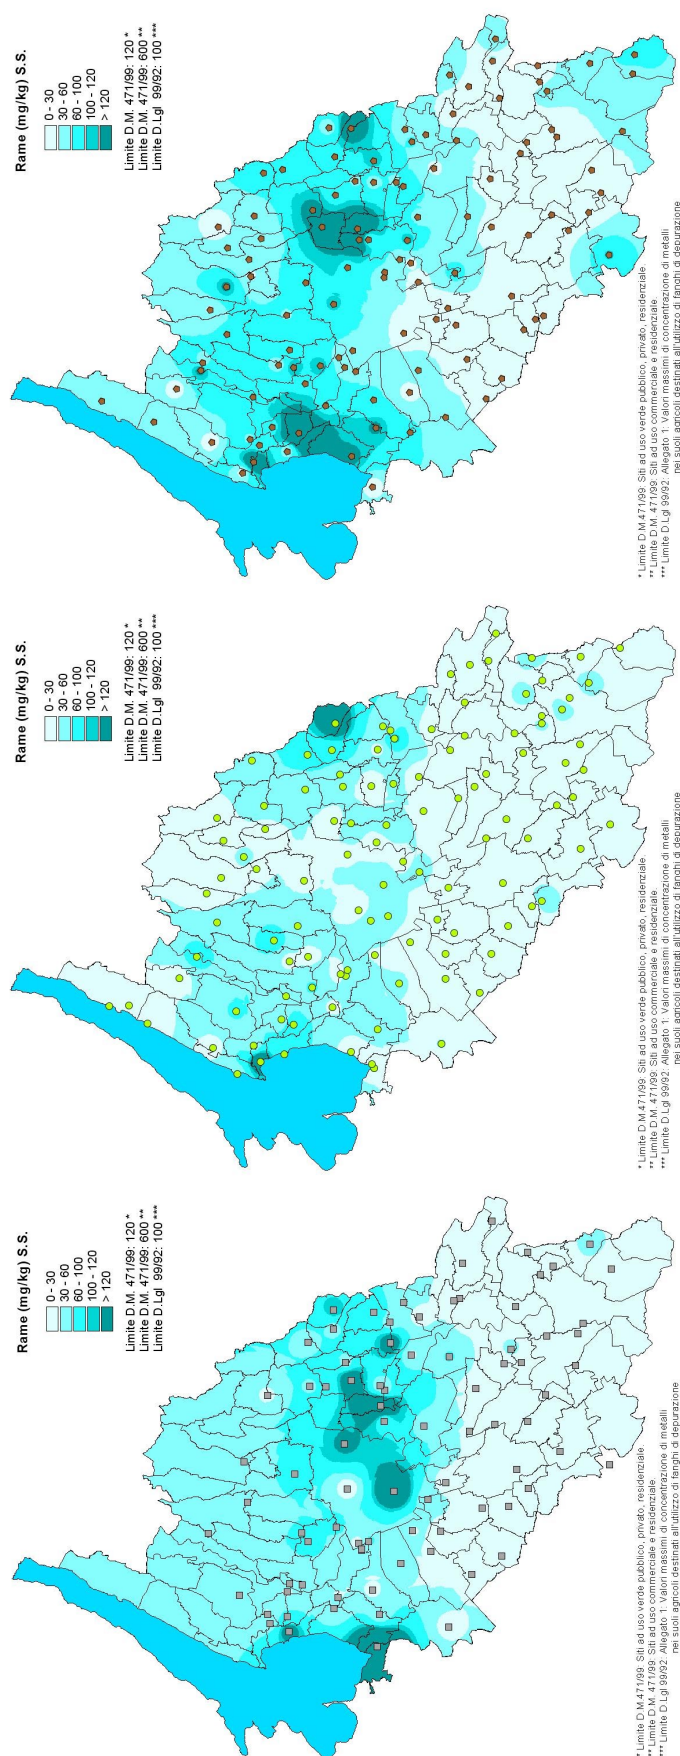 Rame (mg/kg) S.S.
0 - 30
30 - 60
60 - 100
100 - 120
> 120
Limite D.M. 471/99: 120 *
Limite D.M. 471/99: 600 **
Limite D.Lgl 99/92: 100 ***
* Limite D.M.471/99: Siti ad uso verde pubblico, privato, residenziale.
** Limite D.M. 471/99: Siti ad uso commerciale e residenziale.
*** Limite D.Lgl 99/92: Allegato 1: Valori massimi di concentrazione di metalli
nei suoli agricoli destinati all'utilizzo di fanghi di depurazione
Rame (mg/kg) S.S.
0 - 30
30 - 60
60 - 100
100 - 120
> 120
Limite D.M. 471/99: 120 *
Limite D.M. 471/99: 600 **
Limite D.Lgl 99/92: 100 ***
* Limite D.M.471/99: Siti ad uso verde pubblico, privato, residenziale.
** Limite D.M. 471/99: Siti ad uso commerciale e residenziale.
*** Limite D.Lgl 99/92: Allegato 1: Valori massimi di concentrazione di metalli
nei suoli agricoli destinati all'utilizzo di fanghi di depurazione
Rame (mg/kg) S.S.
0 - 30
30 - 60
60 - 100
100 - 120
> 120
Limite D.M. 471/99: 120 *
Limite D.M. 471/99: 600 **
Limite D.Lgl 99/92: 100 ***
* Limite D.M.471/99: Siti ad uso verde pubblico, privato, residenziale.
** Limite D.M. 471/99: Siti ad uso commerciale e residenziale.
*** Limite D.Lgl 99/92: Allegato 1: Valori massimi di concentrazione di metalli
nei suoli agricoli destinati all'utilizzo di fanghi di depurazione